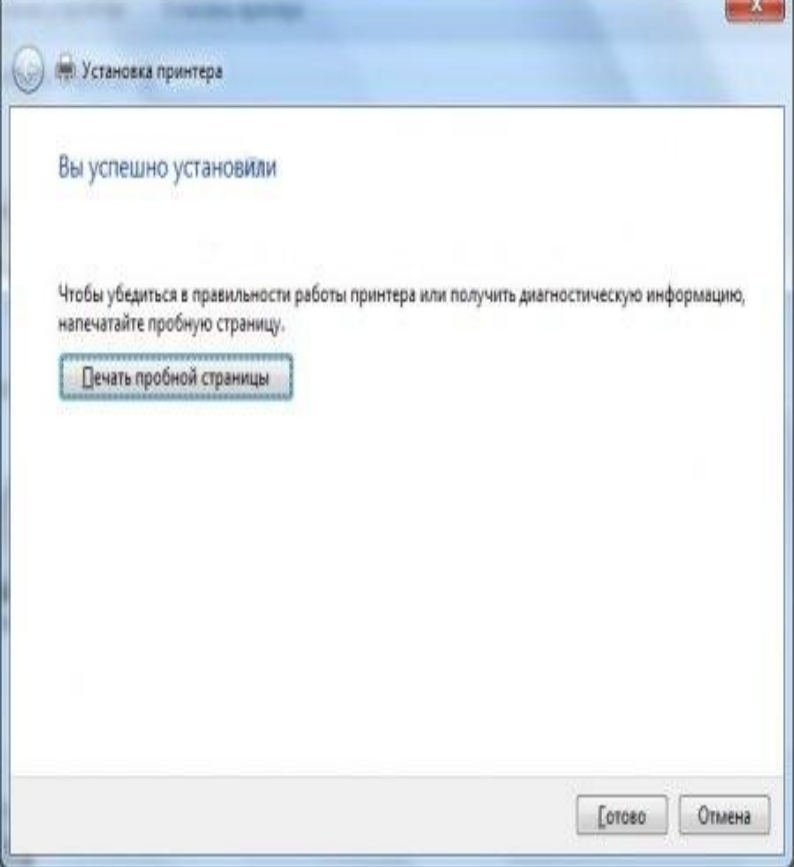 Установка принтера
Вы успешно установили
Чтобы убедиться в правильности работы принтера или получить диагностическую информацию,
напечатайте пробную страницу.
Печать пробной страницы
Готово Отмена